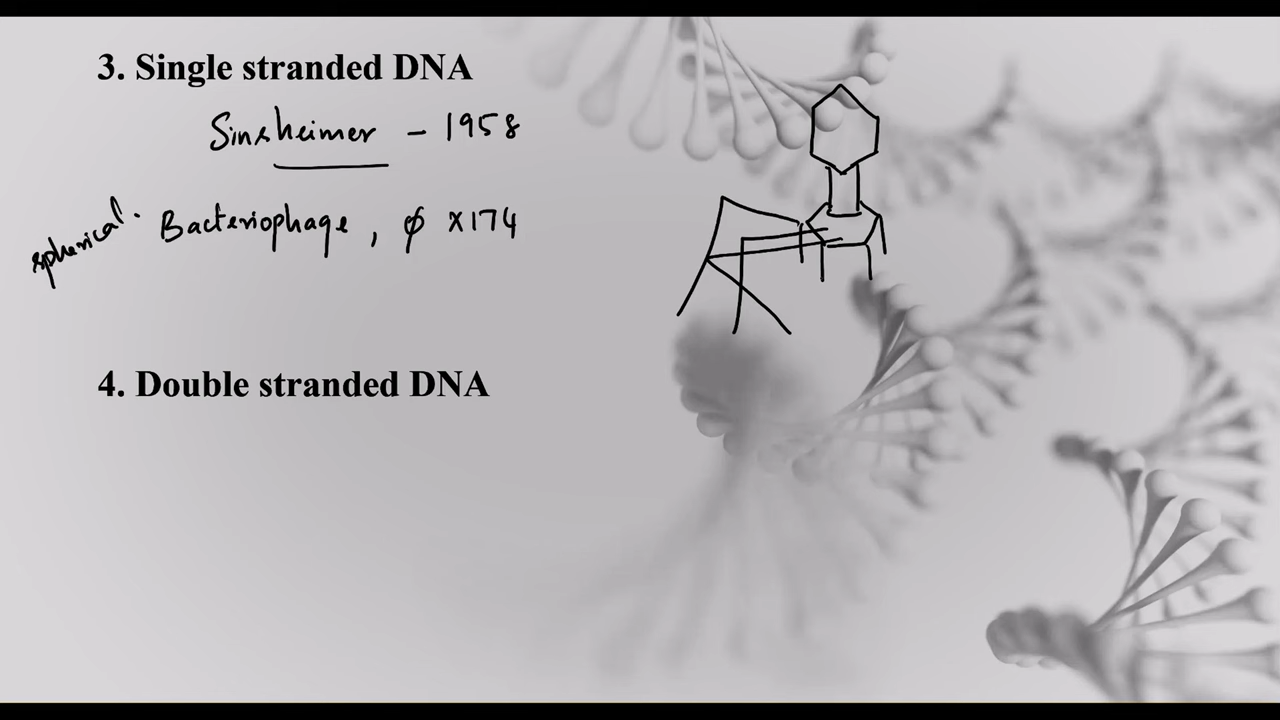 3. Single stranded DNA
Sinsheimer - 1958
spherical. Bacteriophage, φ X174
4. Double stranded DNA